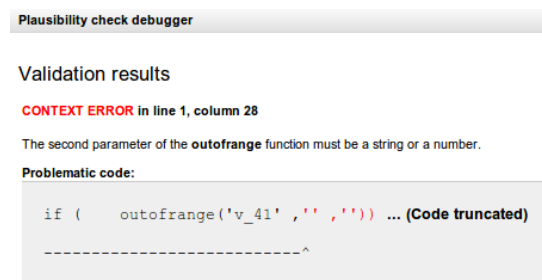 Plausibility check debugger
Validation results
CONTEXT ERROR in line 1, column 28
The second parameter of the outofrange function must be a string or a number.
Problematic code:
if (    outofrange('v_41' ,'' ,'')) ... (Code truncated)
---------------------------^